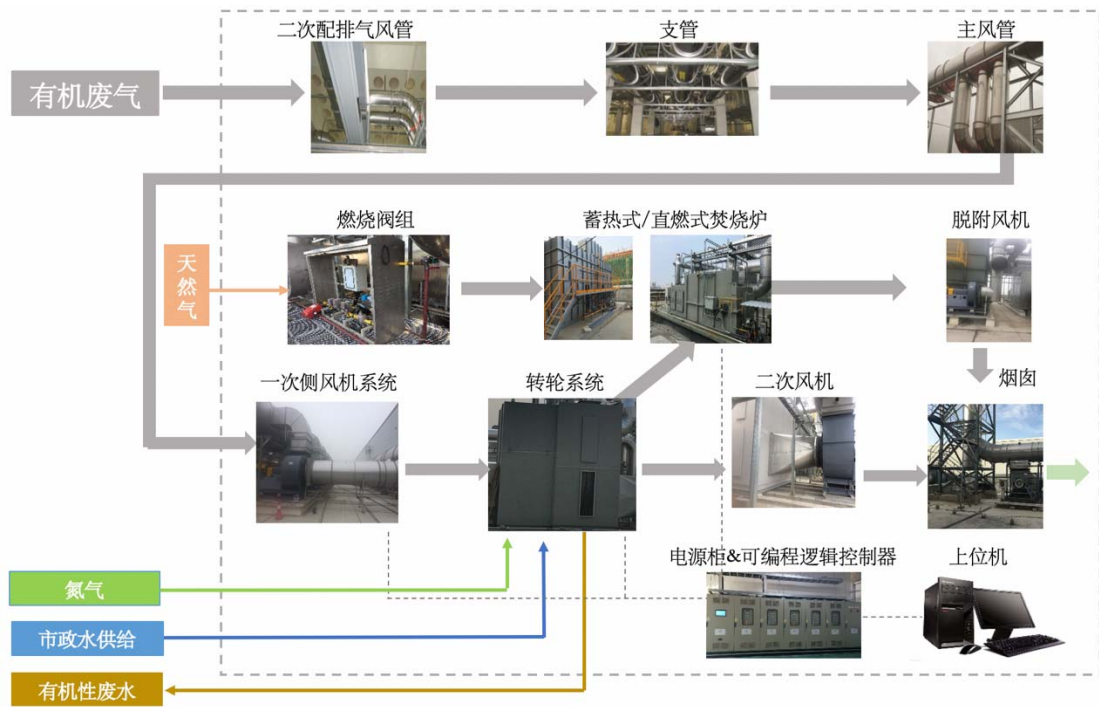 二次配排气风管
支管
主风管
有机废气
燃烧阀组
蓄热式/直燃式焚烧炉
脱附风机
天然气
一次侧风机系统
转轮系统
二次风机
烟囱
电源柜&可编程逻辑控制器
上位机
氮气
市政水供给
有机性废水